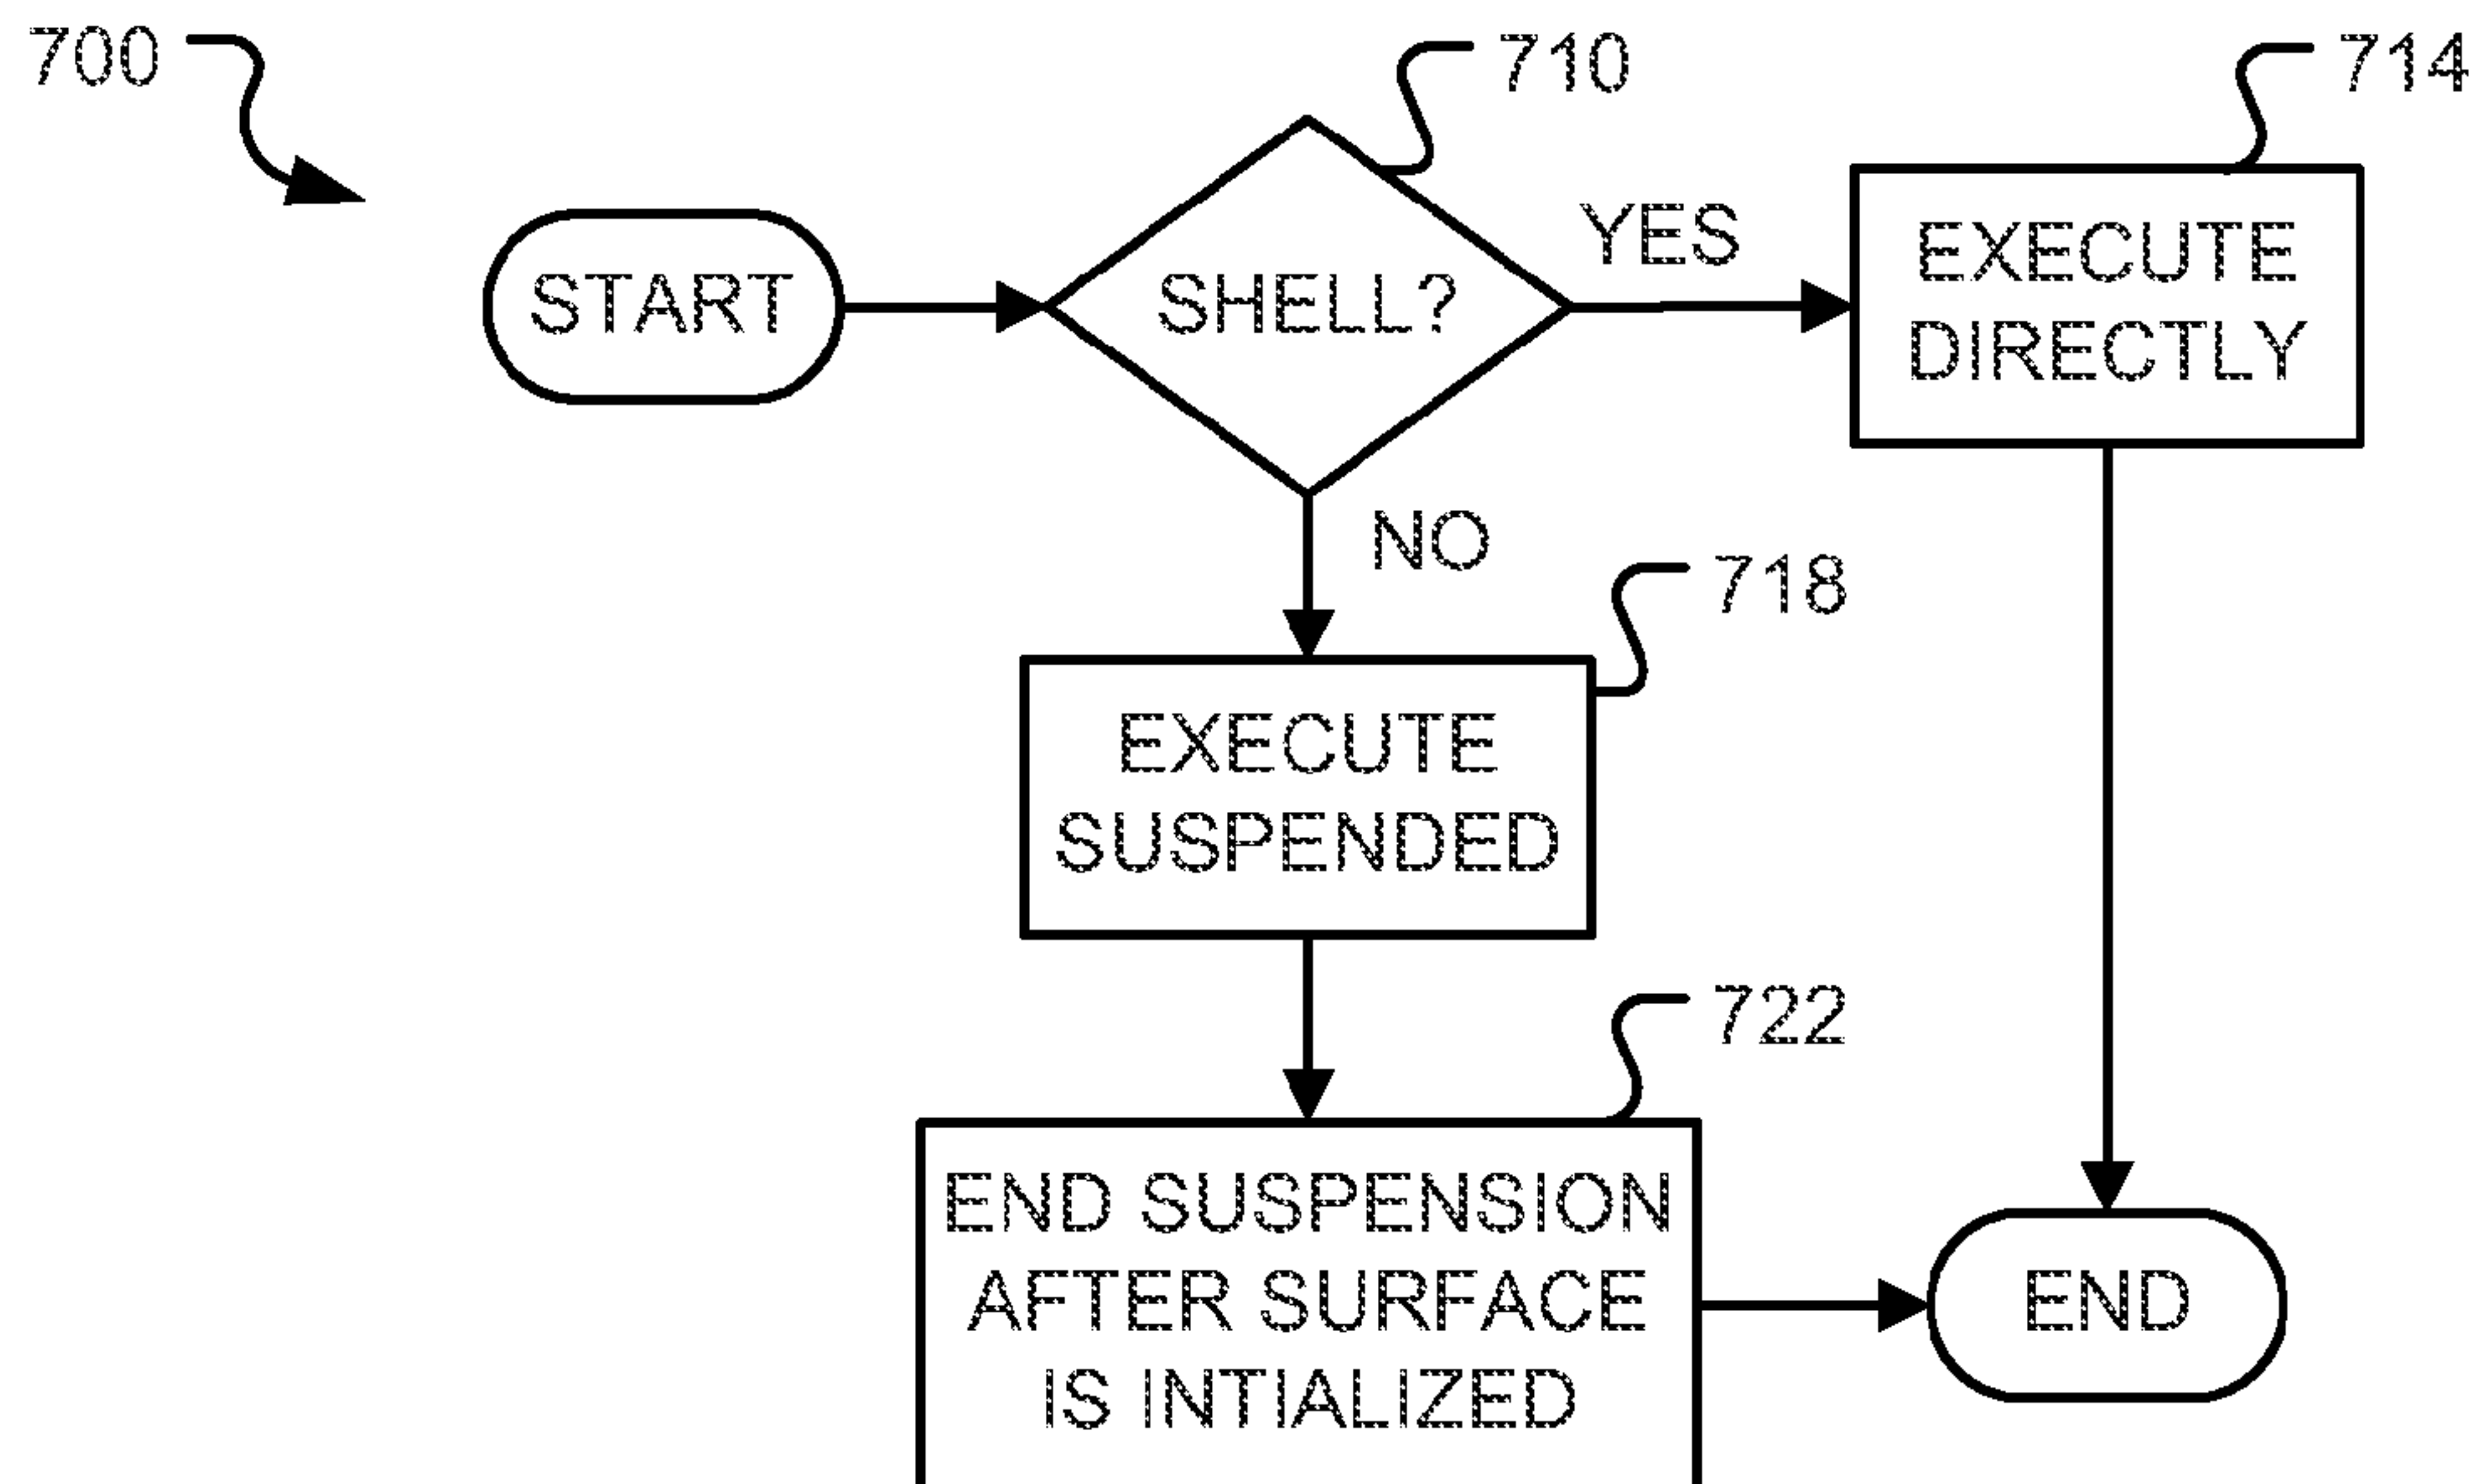 700
710
714
START
SHELL?
YES
EXECUTE
DIRECTLY
NO
718
EXECUTE
SUSPENDED
722
END SUSPENSION
AFTER SURFACE
IS INTIALIZED
END